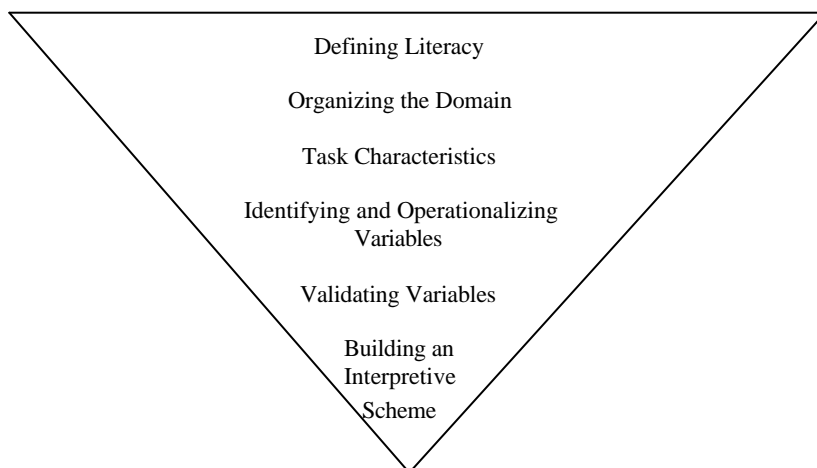 Defining Literacy
Organizing the Domain
Task Characteristics
Identifying and Operationalizing
Variables
Validating Variables
Building an
Interpretive
Scheme